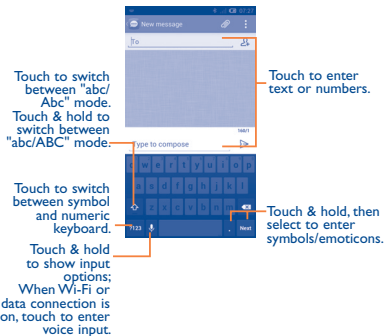 01:27
New message
To
160/1
Type to compose
q w e r t y u i o p
a s d f g h j k l
z x c v b n m
?123
.
Next
Touch to switch
between "abc/
Abc" mode.
Touch & hold to
switch between
"abc/ABC" mode.
Touch to switch
between symbol
and numeric
keyboard.
Touch & hold
to show input
options;
When Wi-Fi or
data connection is
on, touch to enter
voice input.
Touch to enter
text or numbers.
Touch & hold, then
select to enter
symbols/emoticons.